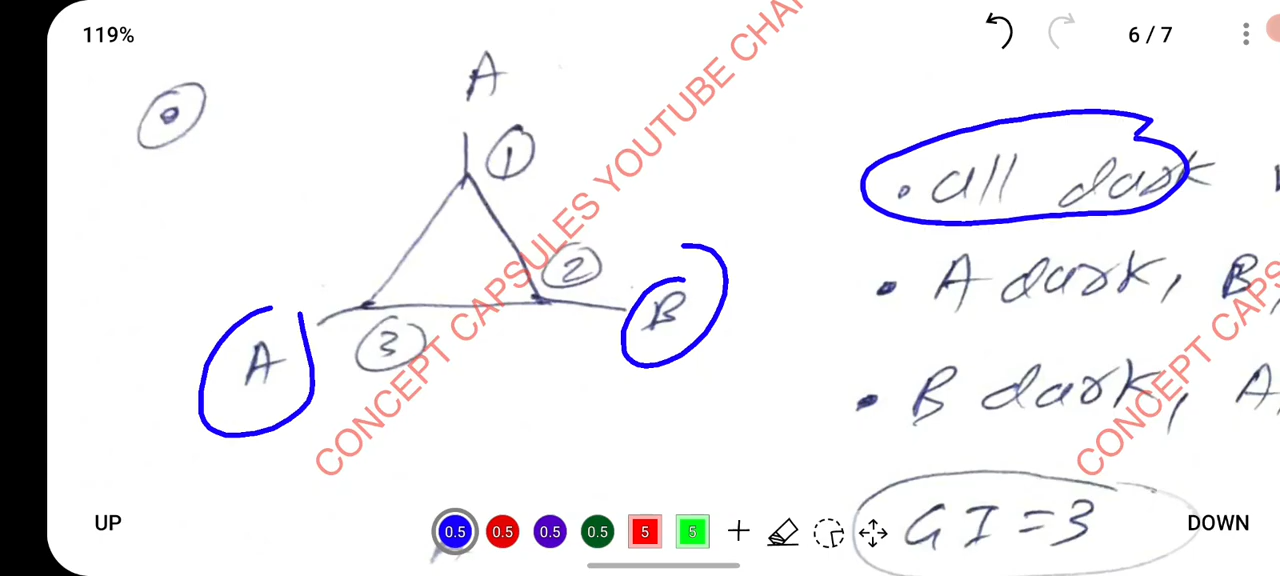 119%
6 / 7
A
1
2
3
A
B
• all dark
• A dark, B,
• B dark, A,
GI = 3
CONCEPT CAPSULES YOUTUBE CHA
CONCEPT CAPS
UP
0.5 0.5 0.5 0.5 5 5
DOWN